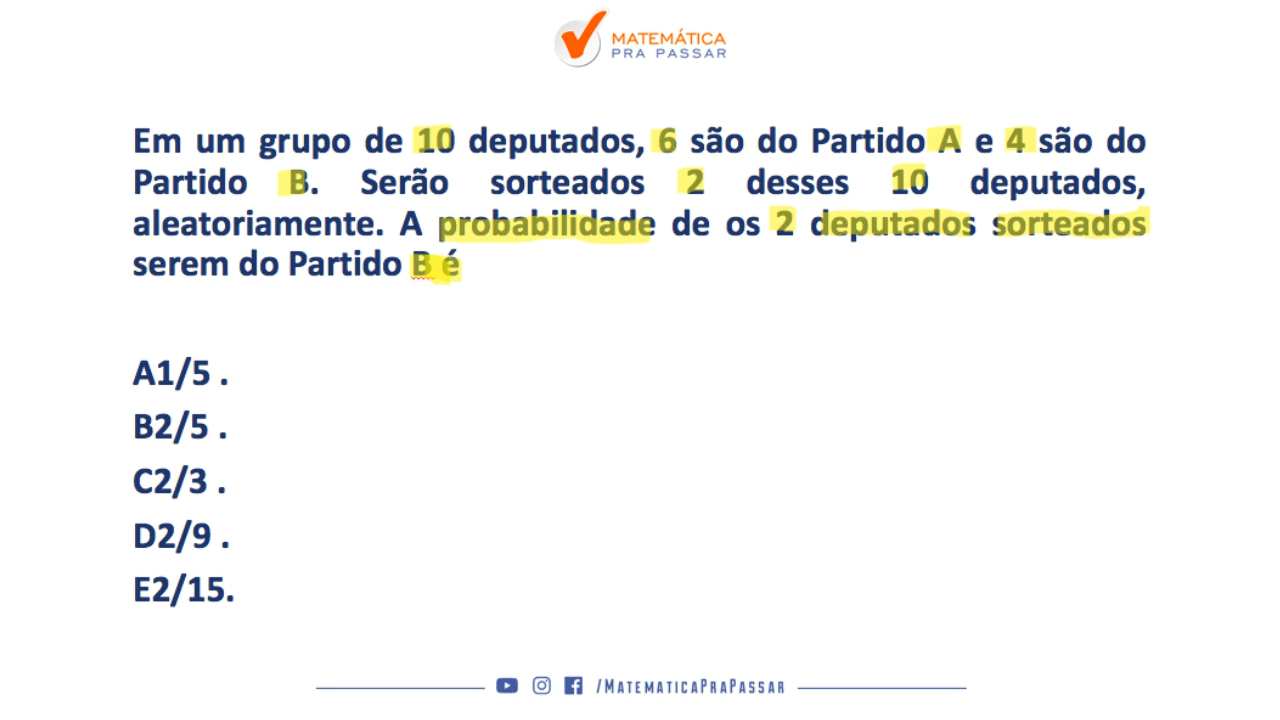 MATEMÁTICA
PRA PASSAR
Em um grupo de 10 deputados, 6 são do Partido A e 4 são do
Partido B. Serão sorteados 2 desses 10 deputados,
aleatoriamente. A probabilidade de os 2 deputados sorteados
serem do Partido B é
A1/5 .
B2/5 .
C2/3 .
D2/9 .
E2/15.
/MATEMATICAPRAPASSAR